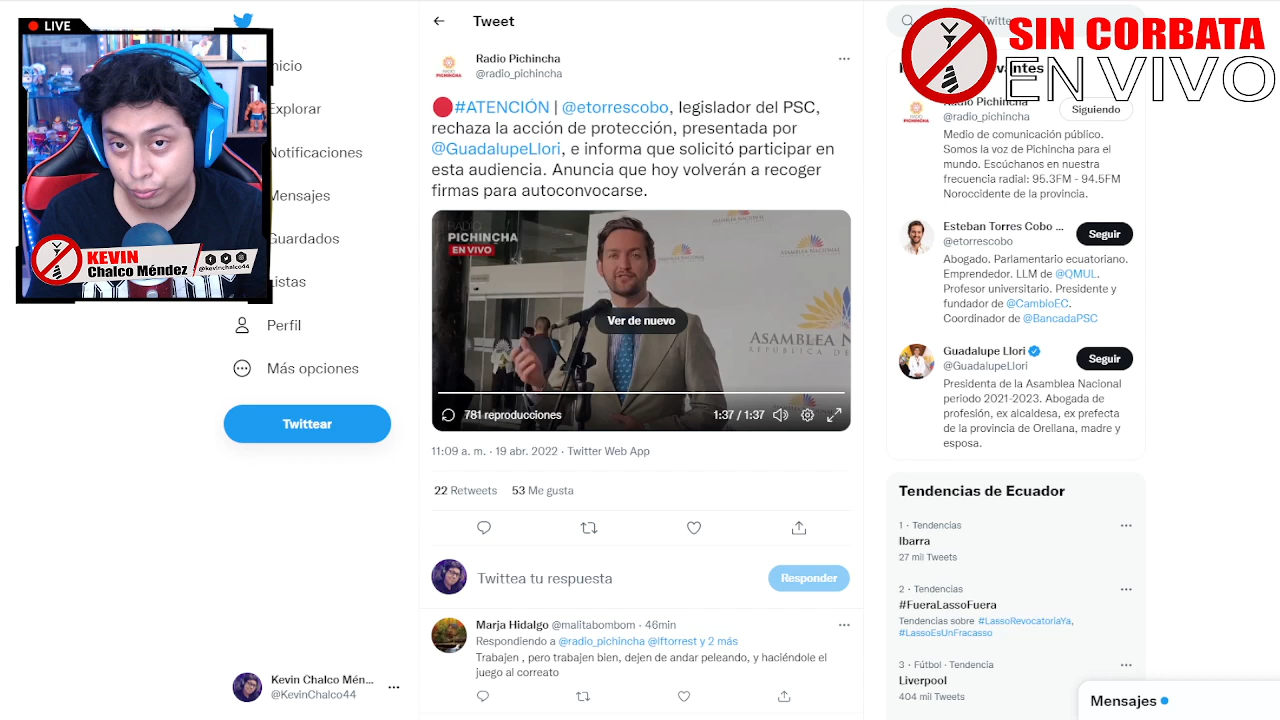 LIVE
Inicio
Explorar
Notificaciones
Mensajes
Guardados
Listas
Perfil
Más opciones
Twittear
KEVIN
Chalco Méndez
@kevinchalco44
Kevin Chalco Mén...
@KevinChalco44
Tweet
Radio Pichincha
@radio_pichincha
#ATENCIÓN | @etorrescobo, legislador del PSC,
rechaza la acción de protección, presentada por
@GuadalupeLlori, e informa que solicitó participar en
esta audiencia. Anuncia que hoy volverán a recoger
firmas para autoconvocarse.
RADIO
PICHINCHA
EN VIVO
ASAMBLEA NACIONAL
ASAMBLEA NACIONAL
ASAMBLEA N
REPÚBLICA DE
Ver de nuevo
781 reproducciones
1:37 / 1:37
11:09 a. m. · 19 abr. 2022 · Twitter Web App
22 Retweets 53 Me gusta
Twittea tu respuesta
Responder
Marja Hidalgo @malitabombom · 46min
Respondiendo a @radio_pichincha @lftorrest y 2 más
Trabajen , pero trabajen bien, dejen de andar peleando, y haciéndole el
juego al correato
SIN CORBATA
EN VIVO
Radio Pichincha
@radio_pichincha
Siguiendo
Medio de comunicación público.
Somos la voz de Pichincha para el
mundo. Escúchanos en nuestra
frecuencia radial: 95.3FM - 94.5FM
Noroccidente de la provincia.
Esteban Torres Cobo ...
@etorrescobo
Seguir
Abogado. Parlamentario ecuatoriano.
Emprendedor. LLM de @QMUL.
Profesor universitario. Presidente y
fundador de @CambioEC.
Coordinador de @BancadaPSC
Guadalupe Llori
@GuadalupeLlori
Seguir
Presidenta de la Asamblea Nacional
periodo 2021-2023. Abogada de
profesión, ex alcaldesa, ex prefecta
de la provincia de Orellana, madre y
esposa.
Tendencias de Ecuador
1 · Tendencias
Ibarra
27 mil Tweets
2 · Tendencias
#FueraLassoFuera
Tendencias sobre #LassoRevocatoriaYa,
#LassoEsUnFracasso
3 · Fútbol · Tendencia
Liverpool
404 mil Tweets
Mensajes